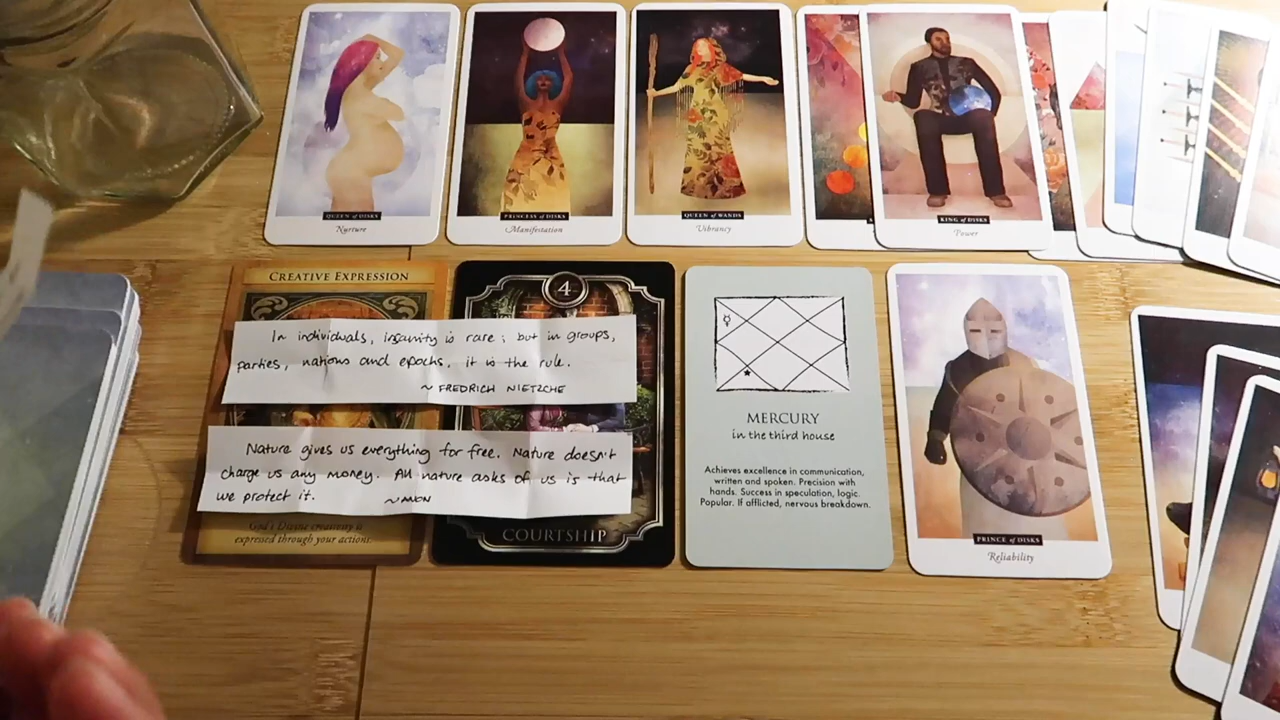 QUEEN of DISKS
Nurture
PRINCESS of DISKS
Manifestation
QUEEN of WANDS
Vibrancy
KING of DISKS
Power
CREATIVE EXPRESSION
4
In individuals, insanity is rare; but in groups,
parties, nations and epochs, it is the rule.
~ FREDRICH NIETZCHE
Nature gives us everything for free. Nature doesn't
charge us any money. All nature asks of us is that
we protect it. ~ANON
God's Divine creativity is
expressed through your actions.
COURTSHIP
MERCURY
in the third house
Achieves excellence in communication,
written and spoken. Precision with
hands. Success in speculation, logic.
Popular. If afflicted, nervous breakdown.
PRINCE of DISKS
Reliability